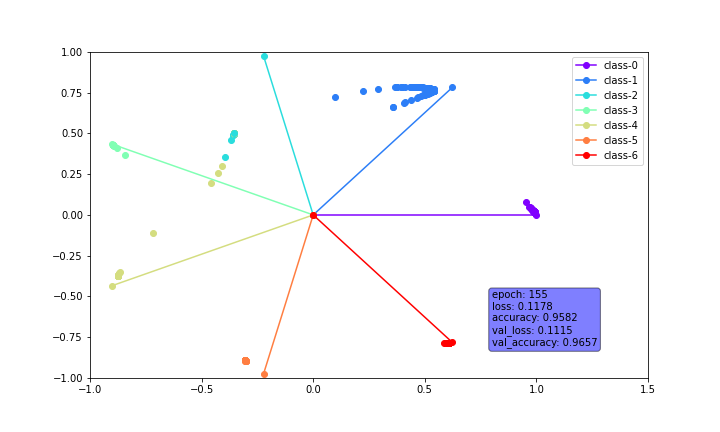 1.00
0.75
0.50
0.25
0.00
−0.25
−0.50
−0.75
−1.00
−1.0
−0.5
0.0
0.5
1.0
1.5
class-0
class-1
class-2
class-3
class-4
class-5
class-6
epoch: 155
loss: 0.1178
accuracy: 0.9582
val_loss: 0.1115
val_accuracy: 0.9657